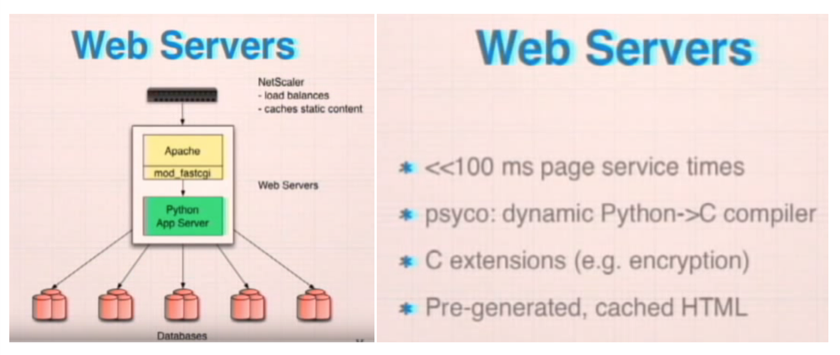 Web Servers
NetScaler
- load balances
- caches static content
Apache
mod_fastcgi
Web Servers
Python
App Server
Databases
Web Servers
<<100 ms page service times
psyco: dynamic Python->C compiler
C extensions (e.g. encryption)
Pre-generated, cached HTML